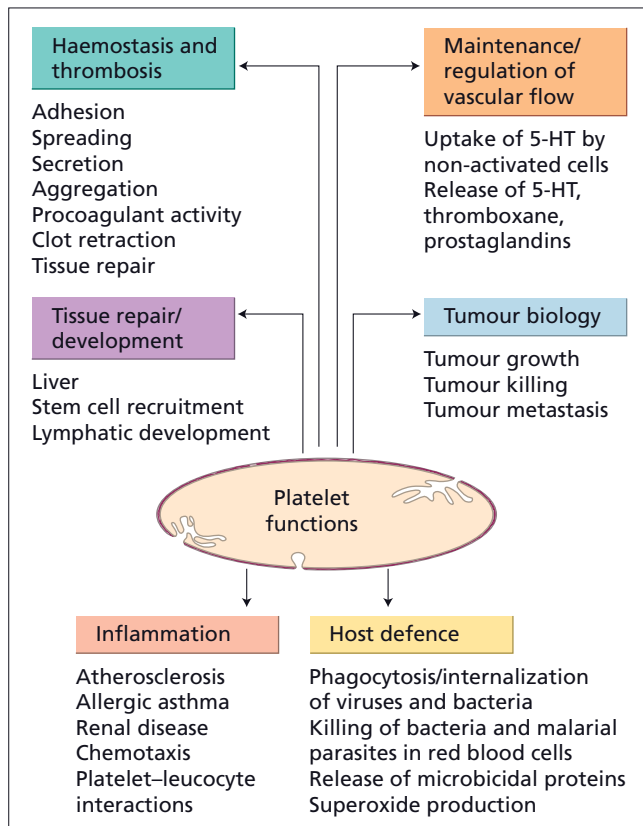 Haemostasis and
thrombosis
Adhesion
Spreading
Secretion
Aggregation
Procoagulant activity
Clot retraction
Tissue repair
Maintenance/
regulation of
vascular flow
Uptake of 5-HT by
non-activated cells
Release of 5-HT,
thromboxane,
prostaglandins
Tissue repair/
development
Liver
Stem cell recruitment
Lymphatic development
Tumour biology
Tumour growth
Tumour killing
Tumour metastasis
Platelet
functions
Inflammation
Atherosclerosis
Allergic asthma
Renal disease
Chemotaxis
Platelet–leucocyte
interactions
Host defence
Phagocytosis/internalization
of viruses and bacteria
Killing of bacteria and malarial
parasites in red blood cells
Release of microbicidal proteins
Superoxide production